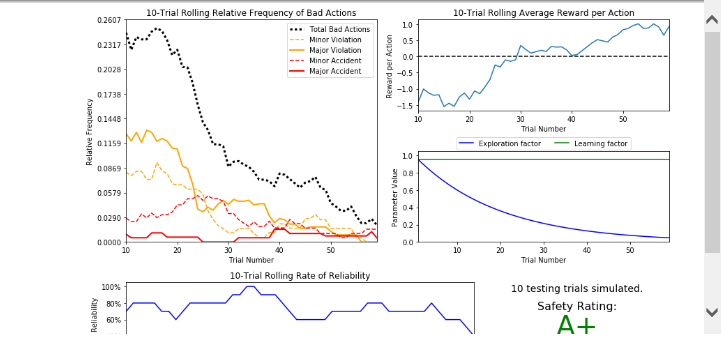 10-Trial Rolling Relative Frequency of Bad Actions
0.2607
0.2317
0.2028
0.1738
0.1448
0.1159
0.0869
0.0579
0.0290
0.0000
Relative Frequency
Total Bad Actions
Minor Violation
Major Violation
Minor Accident
Major Accident
10 20 30 40 50
Trial Number
10-Trial Rolling Average Reward per Action
1.0
0.5
0.0
−0.5
−1.0
−1.5
Reward per Action
10 20 30 40 50
Trial Number
Exploration factor Learning factor
1.0
0.8
0.6
0.4
0.2
0.0
Parameter Value
10 20 30 40 50
Trial Number
10-Trial Rolling Rate of Reliability
100%
80%
60%
Reliability
10 testing trials simulated.
Safety Rating:
A+